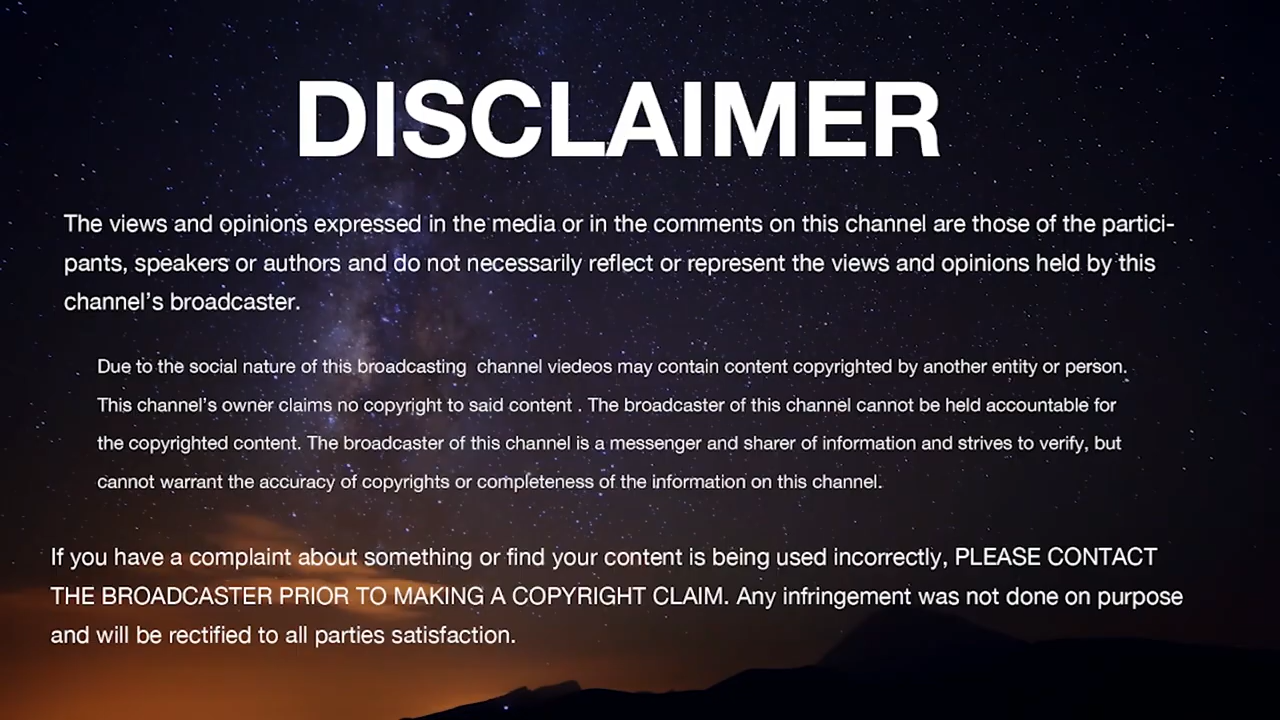 DISCLAIMER
The views and opinions expressed in the media or in the comments on this channel are those of the partici-
pants, speakers or authors and do not necessarily reflect or represent the views and opinions held by this
channel's broadcaster.
Due to the social nature of this broadcasting  channel viedeos may contain content copyrighted by another entity or person.
This channel's owner claims no copyright to said content . The broadcaster of this channel cannot be held accountable for
the copyrighted content. The broadcaster of this channel is a messenger and sharer of information and strives to verify, but
cannot warrant the accuracy of copyrights or completeness of the information on this channel.
If you have a complaint about something or find your content is being used incorrectly, PLEASE CONTACT
THE BROADCASTER PRIOR TO MAKING A COPYRIGHT CLAIM. Any infringement was not done on purpose
and will be rectified to all parties satisfaction.